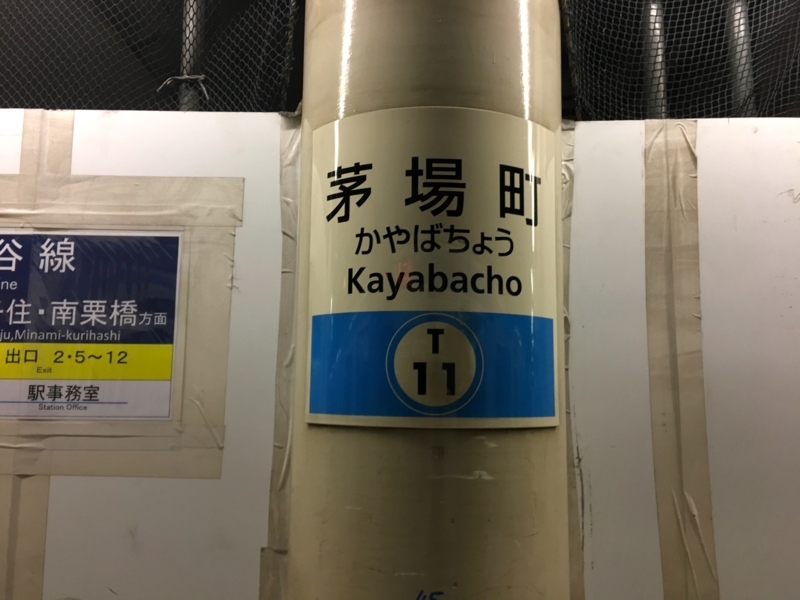 茅場町
かやばちょう
Kayabacho
T
11
谷線
ne
住・南栗橋方面
ju,Minami-kurihashi
出口 2・5〜12
Exit
駅事務室
Station Office